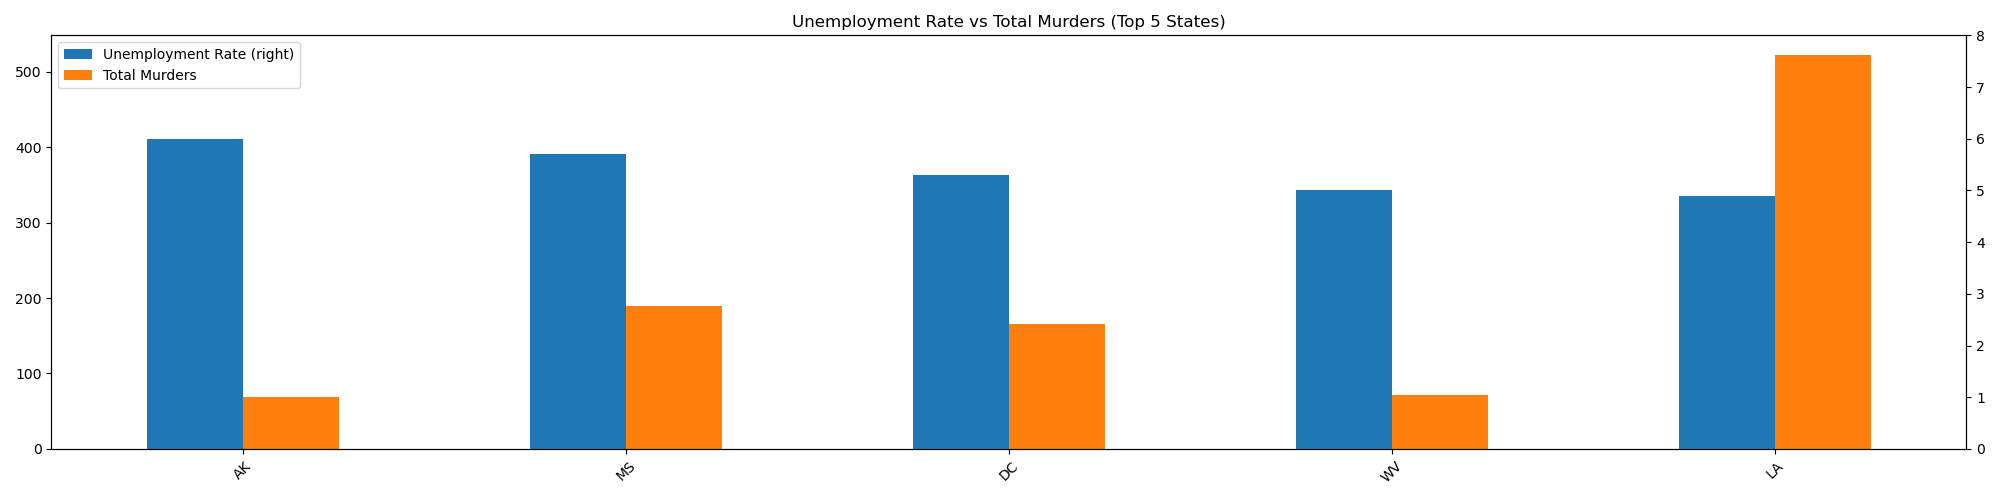 Unemployment Rate vs Total Murders (Top 5 States)
Unemployment Rate (right)
Total Murders
500
400
300
200
100
0
8
7
6
5
4
3
2
1
0
AK
MS
DC
WV
LA